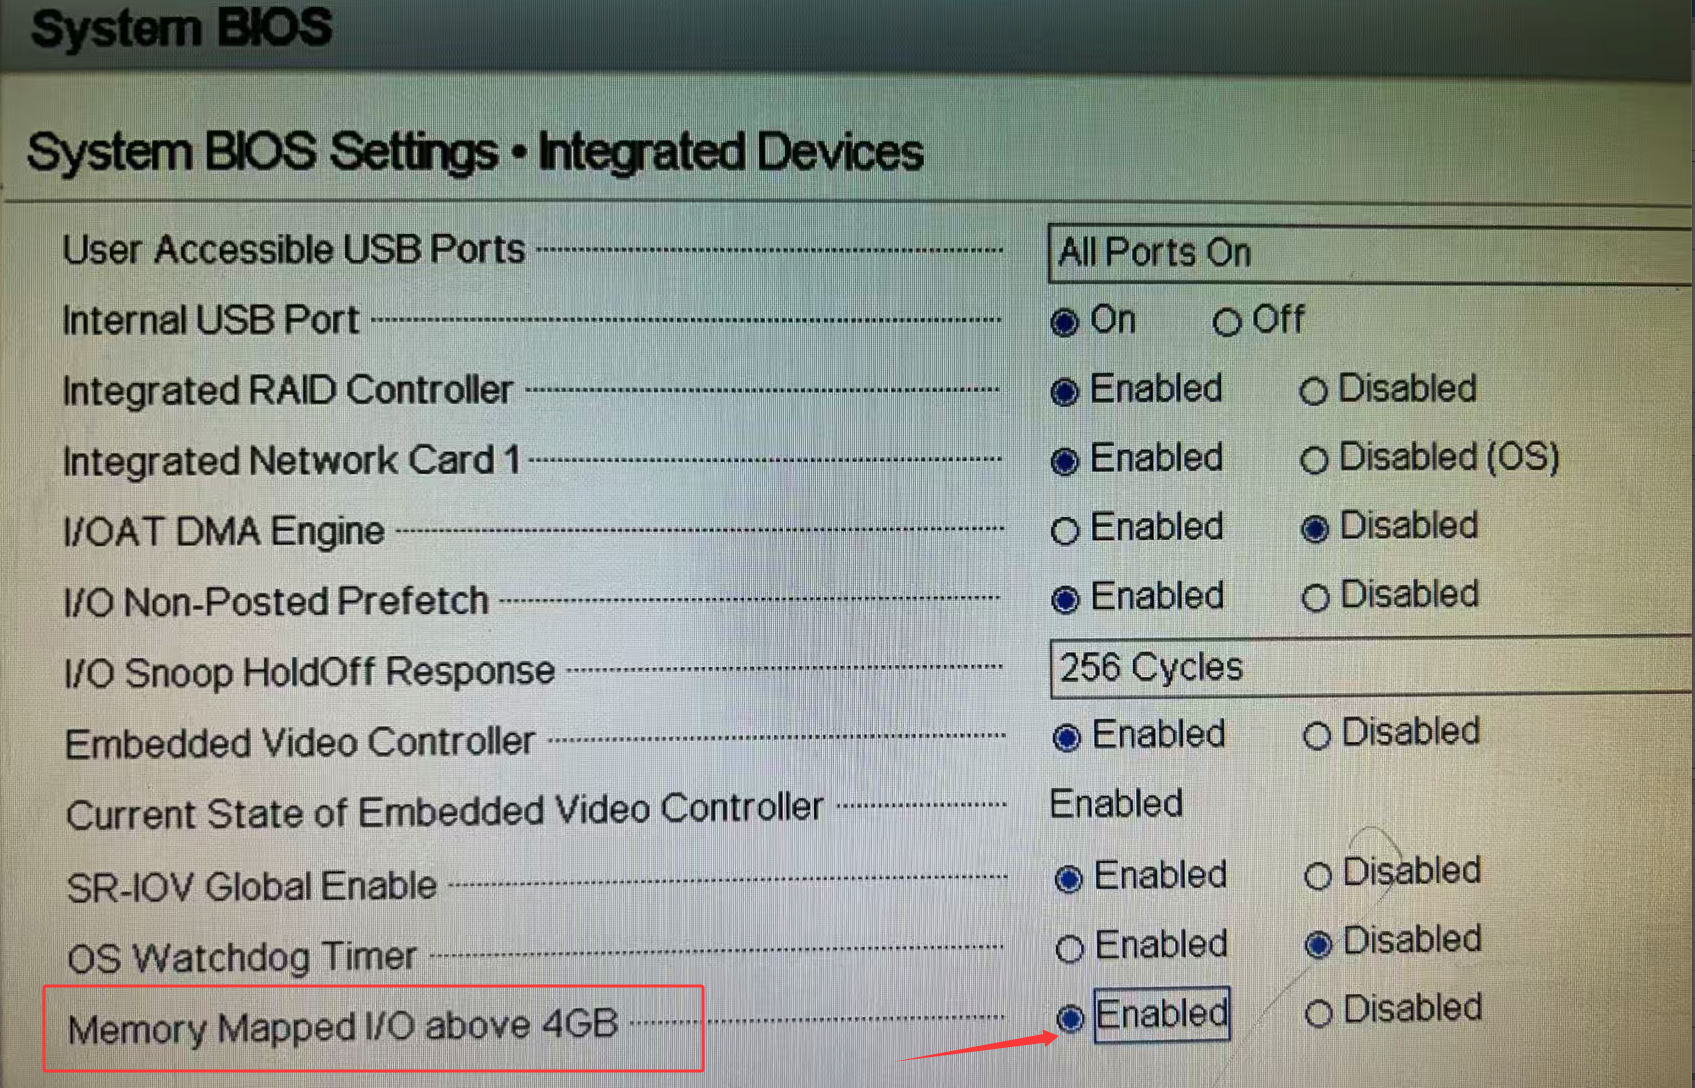 System BIOS
System BIOS Settings • Integrated Devices
User Accessible USB Ports All Ports On
Internal USB Port On Off
Integrated RAID Controller Enabled Disabled
Integrated Network Card 1 Enabled Disabled (OS)
I/OAT DMA Engine Enabled Disabled
I/O Non-Posted Prefetch Enabled Disabled
I/O Snoop HoldOff Response 256 Cycles
Embedded Video Controller Enabled Disabled
Current State of Embedded Video Controller Enabled
SR-IOV Global Enable Enabled Disabled
OS Watchdog Timer Enabled Disabled
Memory Mapped I/O above 4GB Enabled Disabled